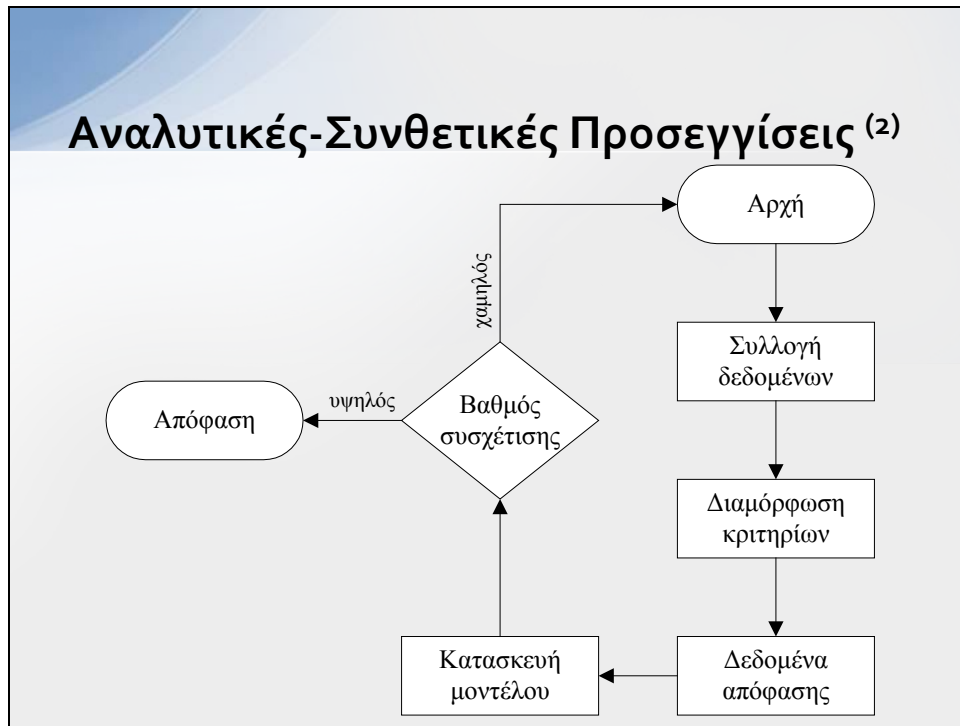 Αναλυτικές-Συνθετικές Προσεγγίσεις (2)
Αρχή
χαμηλός
Συλλογή
δεδομένων
Απόφαση
υψηλός
Βαθμός
συσχέτισης
Διαμόρφωση
κριτηρίων
Κατασκευή
μοντέλου
Δεδομένα
απόφασης